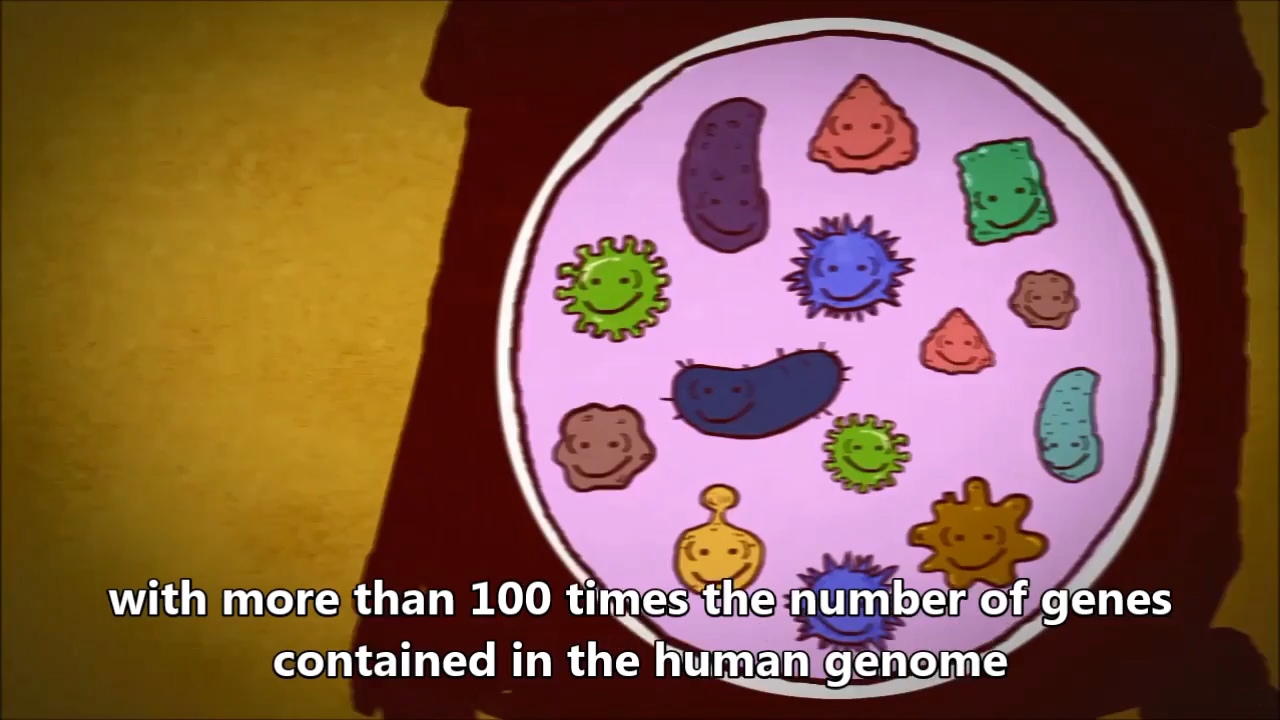 with more than 100 times the number of genes
contained in the human genome